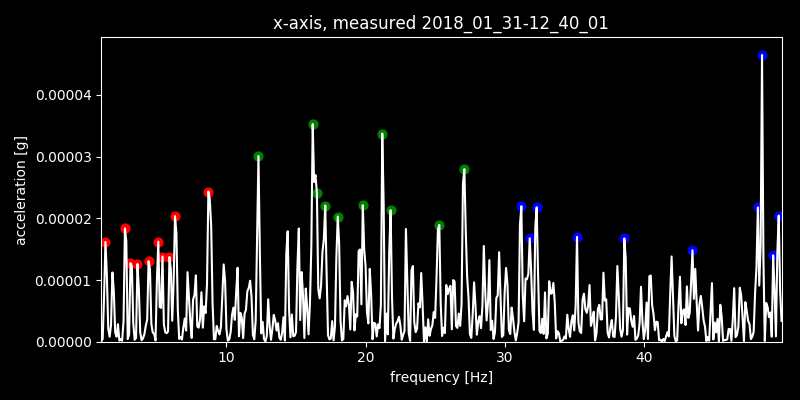 x-axis, measured 2018_01_31-12_40_01
acceleration [g]
0.00004
0.00003
0.00002
0.00001
0.00000
10 20 30 40
frequency [Hz]